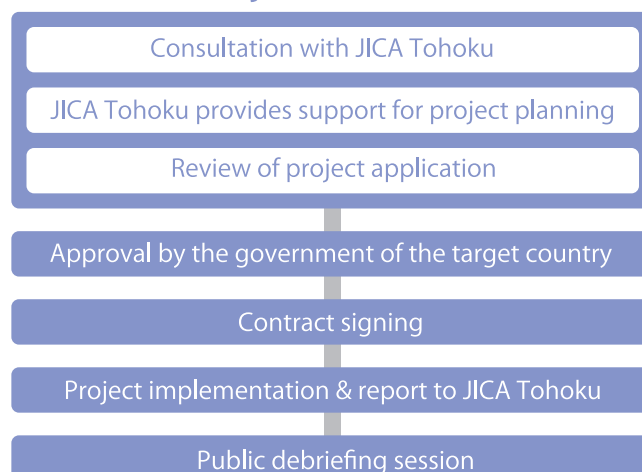 Consultation with JICA Tohoku
JICA Tohoku provides support for project planning
Review of project application
Approval by the government of the target country
Contract signing
Project implementation & report to JICA Tohoku
Public debriefing session